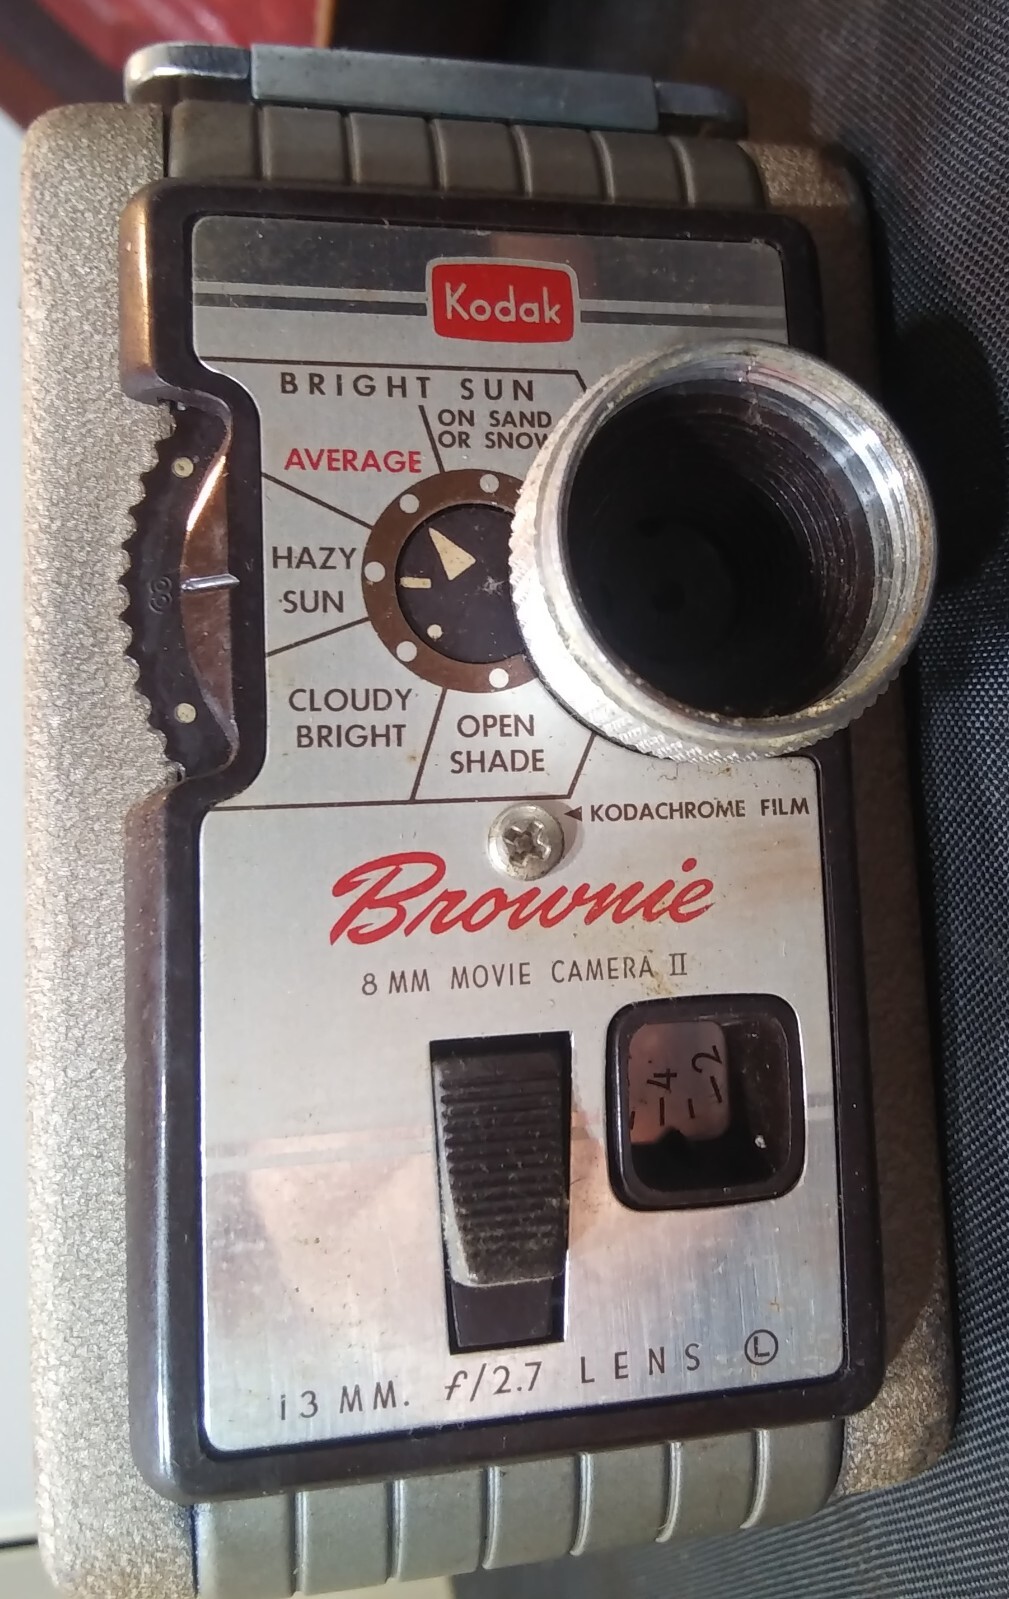 Kodak
BRIGHT SUN
ON SAND
OR SNOW
AVERAGE
HAZY
SUN
CLOUDY
BRIGHT
OPEN
SHADE
8
KODACHROME FILM
Brownie
8 MM MOVIE CAMERA II
-4
-2
13 MM. f/2.7 LENS L